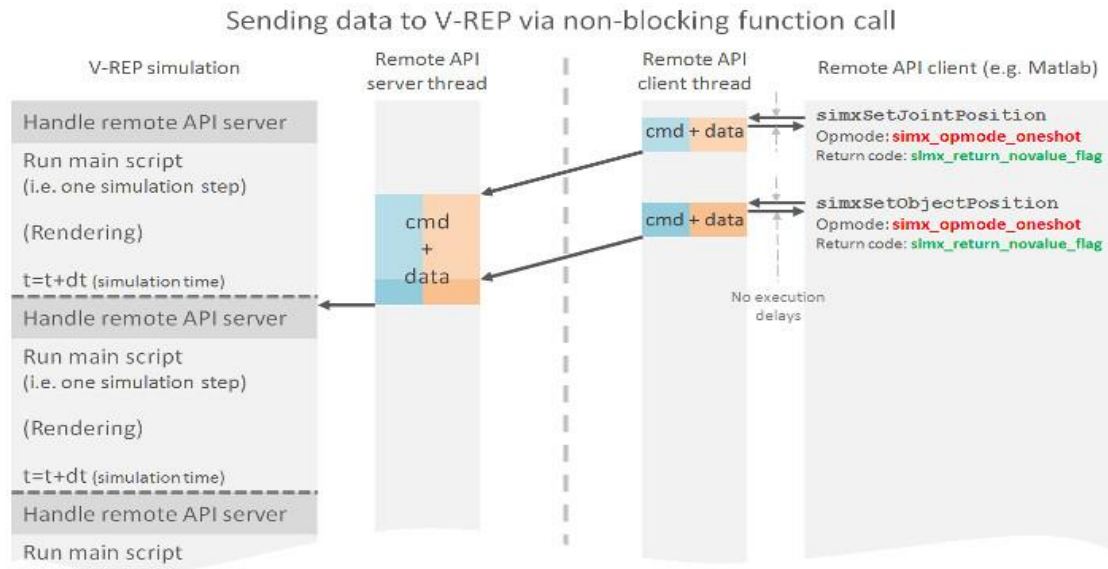 Sending data to V-REP via non-blocking function call
V-REP simulation
Remote API
server thread
Remote API
client thread
Remote API client (e.g. Matlab)
Handle remote API server
Run main script
(i.e. one simulation step)
(Rendering)
t=t+dt (simulation time)
Handle remote API server
Run main script
(i.e. one simulation step)
(Rendering)
t=t+dt (simulation time)
Handle remote API server
Run main script
cmd
+
data
cmd + data
cmd + data
No execution
delays
simxSetJointPosition
Opmode: simx_opmode_oneshot
Return code: simx_return_novalue_flag
simxSetObjectPosition
Opmode: simx_opmode_oneshot
Return code: simx_return_novalue_flag